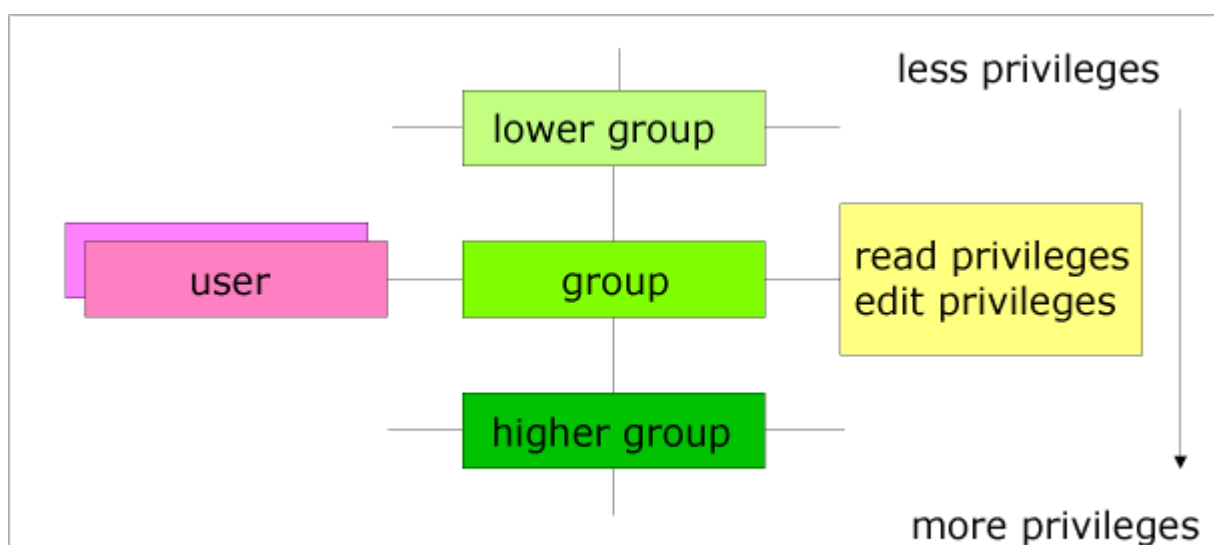 less privileges
lower group
user
group
read privileges
edit privileges
higher group
more privileges